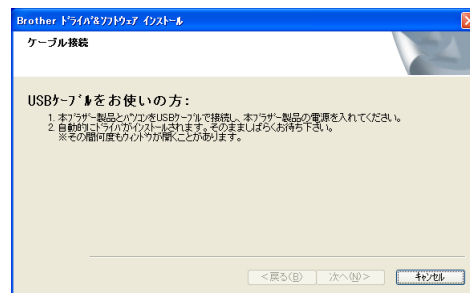 Brother ﾄﾞﾗｲﾊﾞ&ｿﾌﾄｳｪｱ ｲﾝｽﾄｰﾙ
ケーブル接続
USBｹｰﾌﾞﾙをお使いの方：
1. 本ﾌﾞﾗｻﾞｰ製品とﾊﾟｿｺﾝをUSBｹｰﾌﾞﾙで接続し、本ﾌﾞﾗｻﾞｰ製品の電源を入れてください。
2. 自動的にﾄﾞﾗｲﾊﾞがｲﾝｽﾄｰﾙされます。そのまましばらくお待ち下さい。
※その間何度もｳｨﾝﾄﾞｳが開くことがあります。
<戻る(B) 次へ(N)> ｷｬﾝｾﾙ